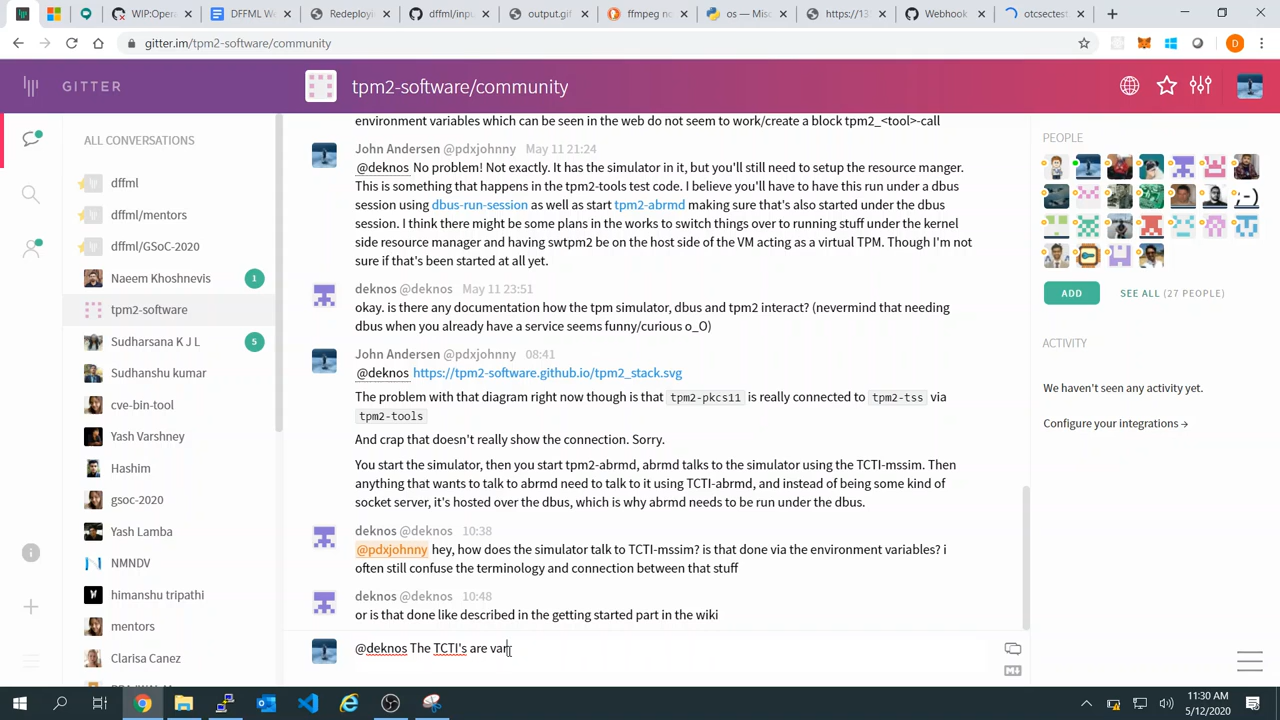 WIP:Opera
DFFML W
Redeploy
dffml/
output.gif
ffmpeg n
os — misc
https://13
Webhook
otcsectest
gitter.im/tpm2-software/community
D
GITTER
tpm2-software/community
ALL CONVERSATIONS
dffml
dffml/mentors
dffml/GSoC-2020
Naeem Khoshnevis
1
tpm2-software
Sudharsana K J L
5
Sudhanshu kumar
cve-bin-tool
Yash Varshney
Hashim
gsoc-2020
Yash Lamba
NMNDV
himanshu tripathi
mentors
Clarisa Canez
environment variables which can be seen in the web do not seem to work/create a block tpm2_<tool>-call
John Andersen @pdxjohnny May 11 21:24
@deknos No problem! Not exactly. It has the simulator in it, but you'll still need to setup the resource manger.
This is something that happens in the tpm2-tools test code. I believe you'll have to have this run under a dbus
session using dbus-run-session as well as start tpm2-abrmd making sure that's also started under the dbus
session. I think there might be some plans in the works to switch things over to running stuff under the kernel
side resource manager and having swtpm2 be on the host side of the VM acting as a virtual TPM. Though I'm not
sure if that's been started at all yet.
deknos @deknos May 11 23:51
okay. is there any documentation how the tpm simulator, dbus and tpm2 interact? (nevermind that needing
dbus when you already have a service seems funny/curious o_O)
John Andersen @pdxjohnny 08:41
@deknos https://tpm2-software.github.io/tpm2_stack.svg
The problem with that diagram right now though is that tpm2-pkcs11 is really connected to tpm2-tss via
tpm2-tools
And crap that doesn't really show the connection. Sorry.
You start the simulator, then you start tpm2-abrmd, abrmd talks to the simulator using the TCTI-mssim. Then
anything that wants to talk to abrmd need to talk to it using TCTI-abrmd, and instead of being some kind of
socket server, it's hosted over the dbus, which is why abrmd needs to be run under the dbus.
deknos @deknos 10:38
@pdxjohnny hey, how does the simulator talk to TCTI-mssim? is that done via the environment variables? i
often still confuse the terminology and connection between that stuff
deknos @deknos 10:48
or is that done like described in the getting started part in the wiki
@deknos The TCTI's are var
PEOPLE
ADD
SEE ALL (27 PEOPLE)
ACTIVITY
We haven't seen any activity yet.
Configure your integrations →
11:30 AM
5/12/2020